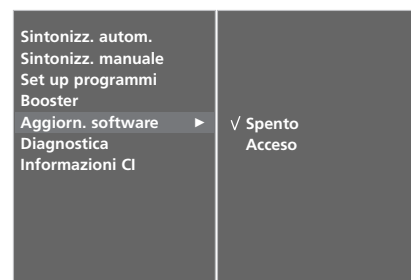 Sintonizz. autom.
Sintonizz. manuale
Set up programmi
Booster
Aggiorn. software ►
Diagnostica
Informazioni CI
√ Spento
Acceso